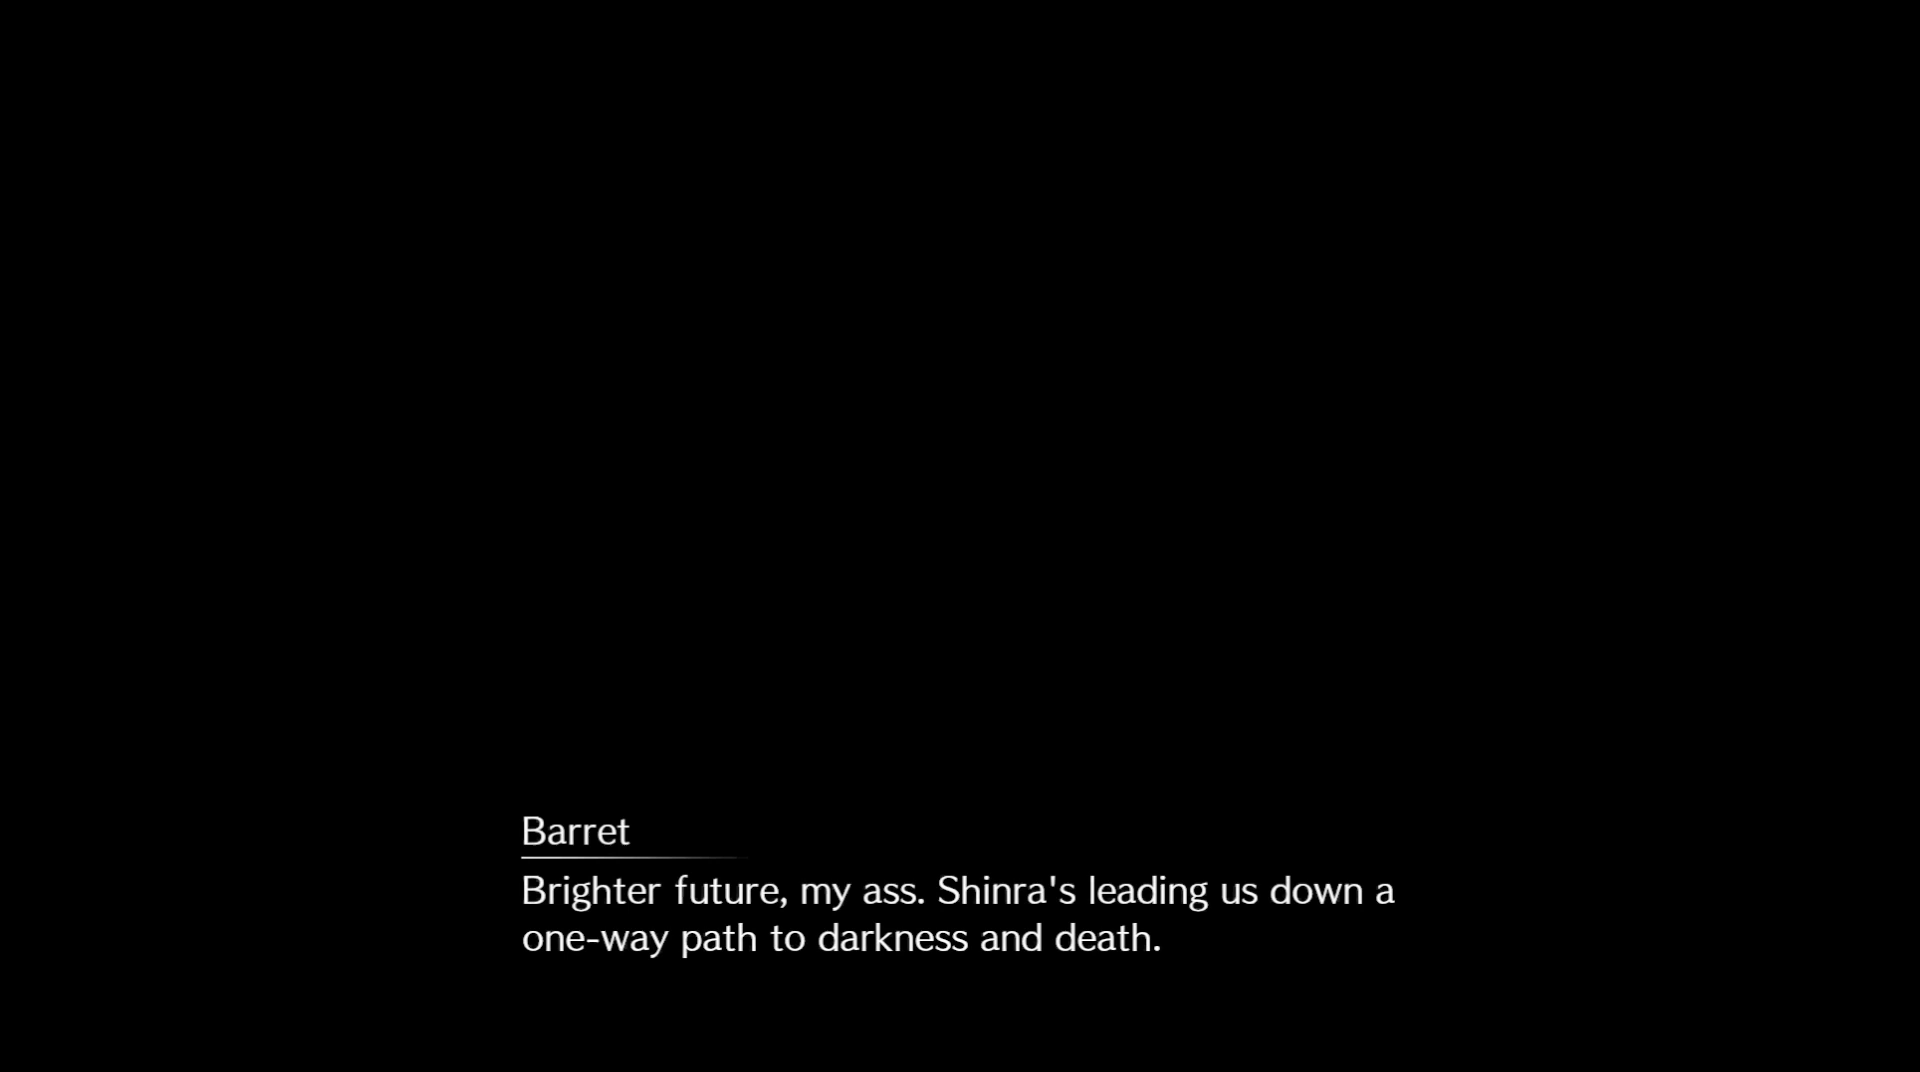 Barret
Brighter future, my ass. Shinra's leading us down a
one-way path to darkness and death.